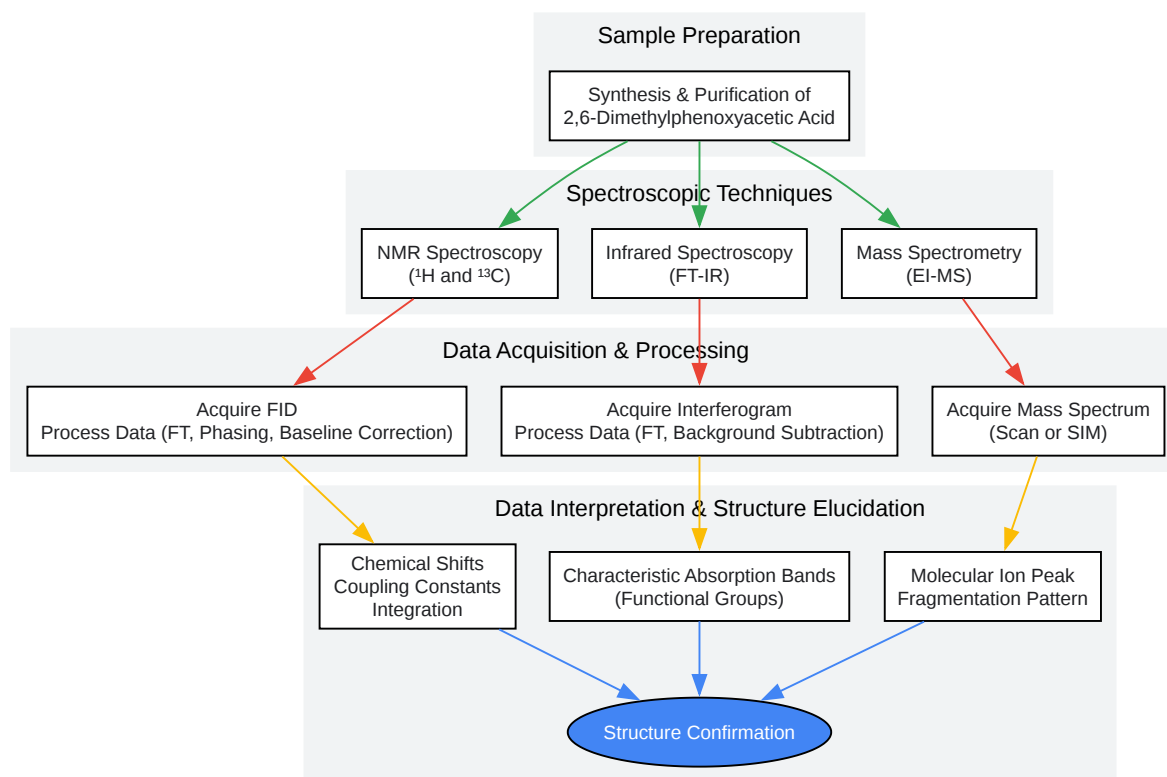 Sample Preparation
Synthesis & Purification of
2,6-Dimethylphenoxyacetic Acid
Spectroscopic Techniques
NMR Spectroscopy
(¹H and ¹³C)
Infrared Spectroscopy
(FT-IR)
Mass Spectrometry
(EI-MS)
Data Acquisition & Processing
Acquire FID
Process Data (FT, Phasing, Baseline Correction)
Acquire Interferogram
Process Data (FT, Background Subtraction)
Acquire Mass Spectrum
(Scan or SIM)
Data Interpretation & Structure Elucidation
Chemical Shifts
Coupling Constants
Integration
Characteristic Absorption Bands
(Functional Groups)
Molecular Ion Peak
Fragmentation Pattern
Structure Confirmation